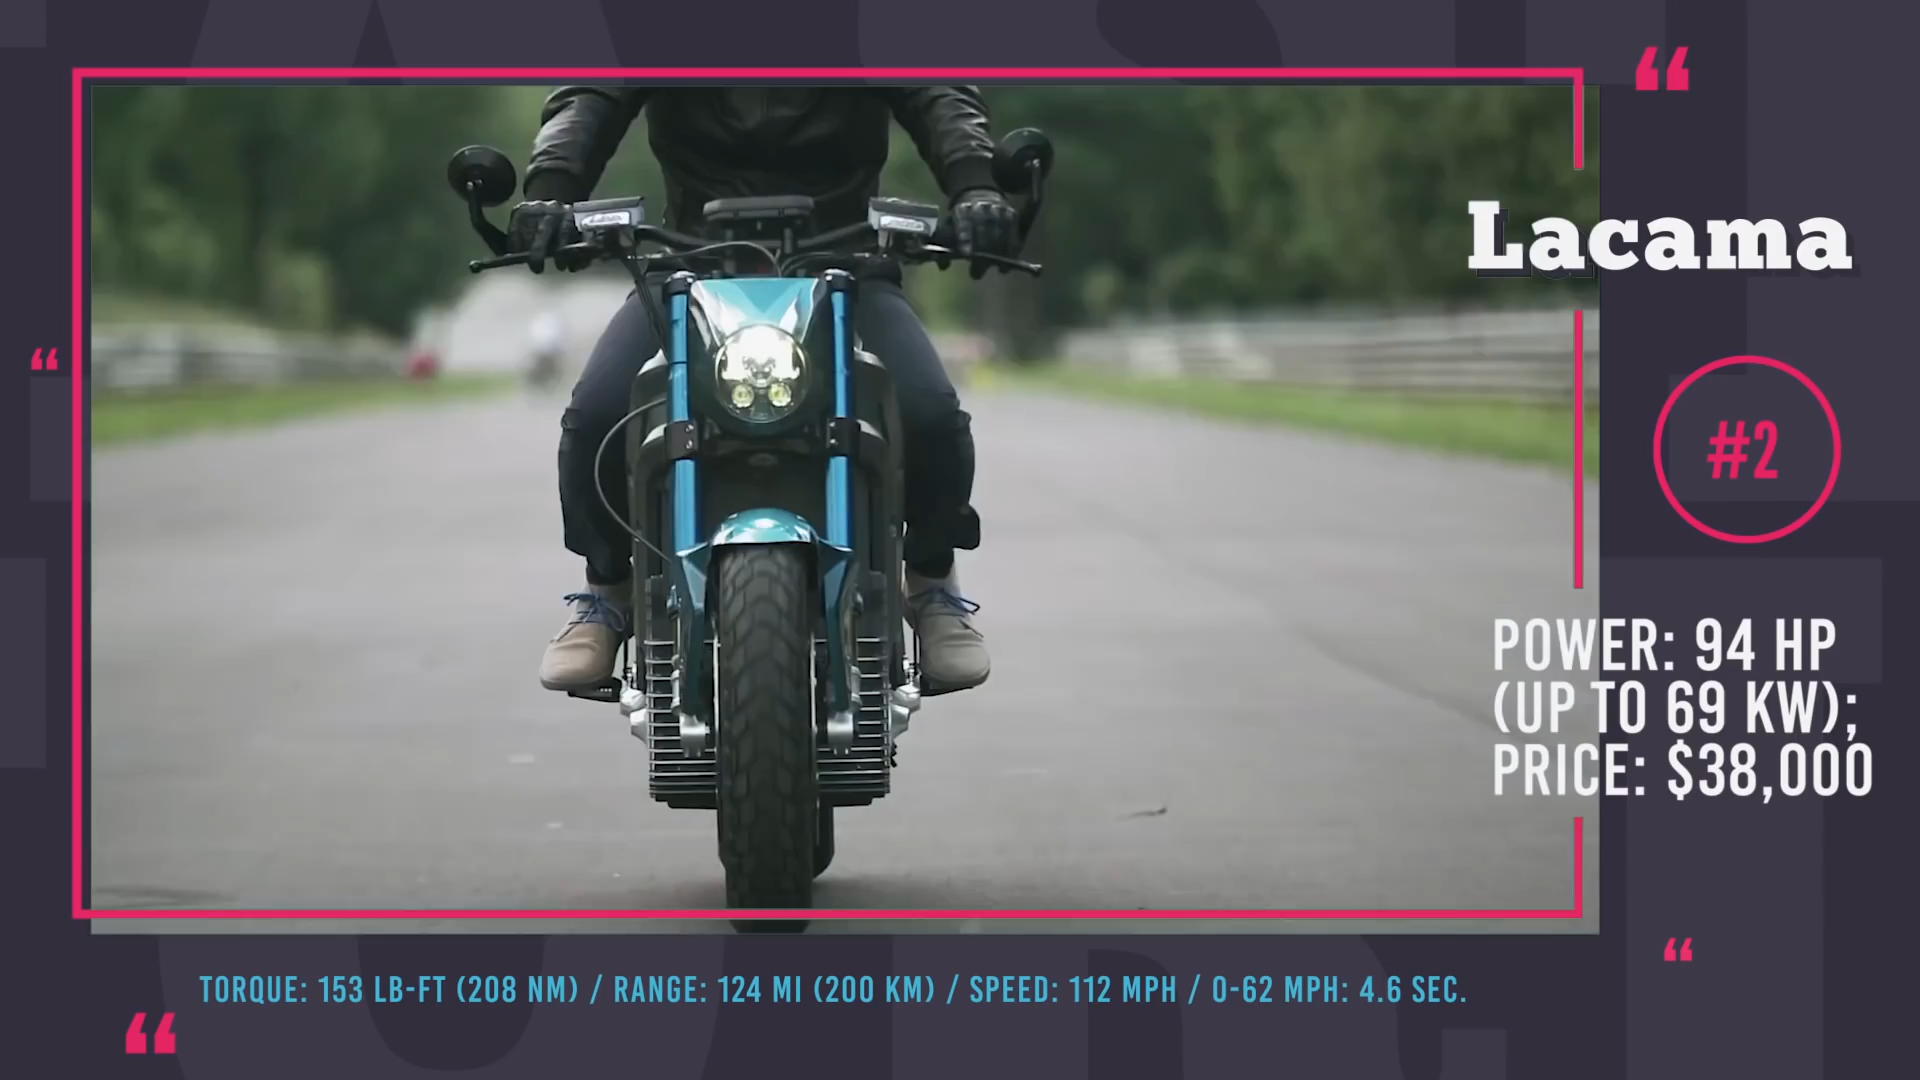 Lacama
#2
POWER: 94 HP
(UP TO 69 KW);
PRICE: $38,000
TORQUE: 153 LB-FT (208 NM) / RANGE: 124 MI (200 KM) / SPEED: 112 MPH / 0-62 MPH: 4.6 SEC.